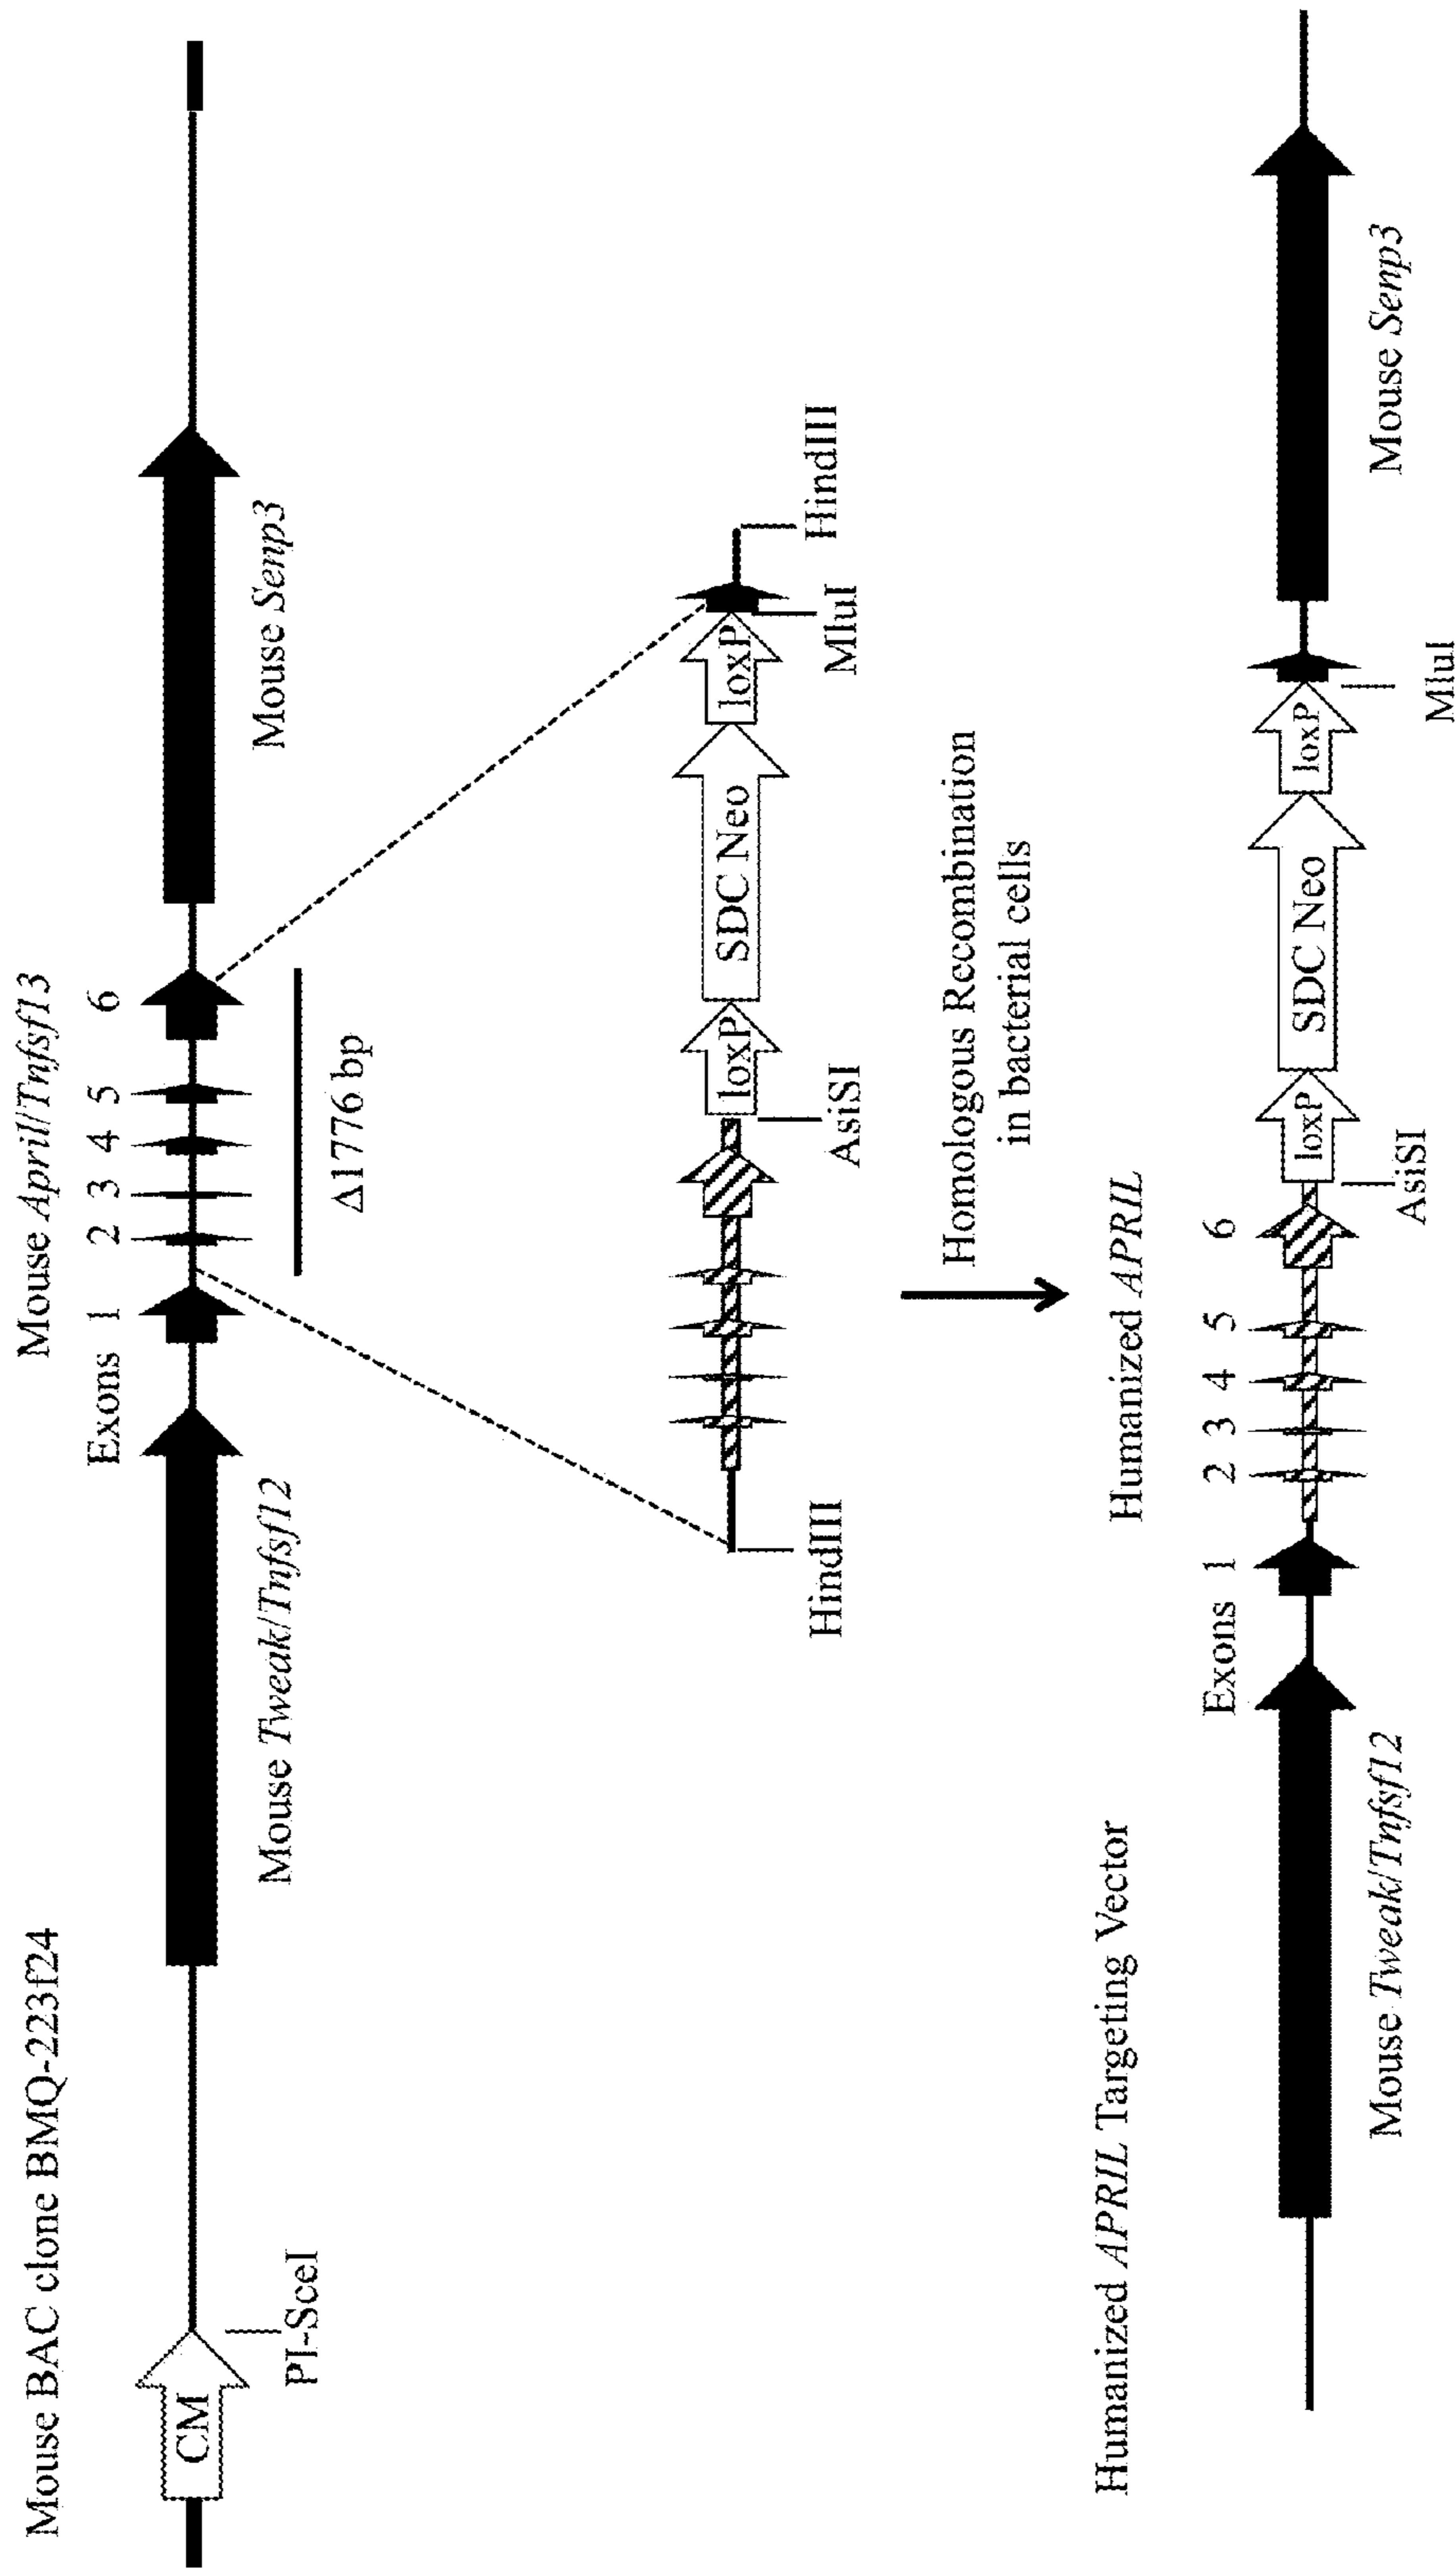 Mouse BAC clone BMQ-223f24
Mouse April/Tnfsf13
Exons 1 2 3 4 5 6
CM
PI-SceI
Mouse Tweak/Tnfsf12
Δ1776 bp
Mouse Senp3
loxP
SDC Neo
loxP
HindIII
AsiSI
MluI
HindIII
Homologous Recombination
in bacterial cells
Humanized APRIL Targeting Vector
Humanized APRIL
Exons 1 2 3 4 5 6
loxP
SDC Neo
loxP
AsiSI
MluI
Mouse Tweak/Tnfsf12
Mouse Senp3